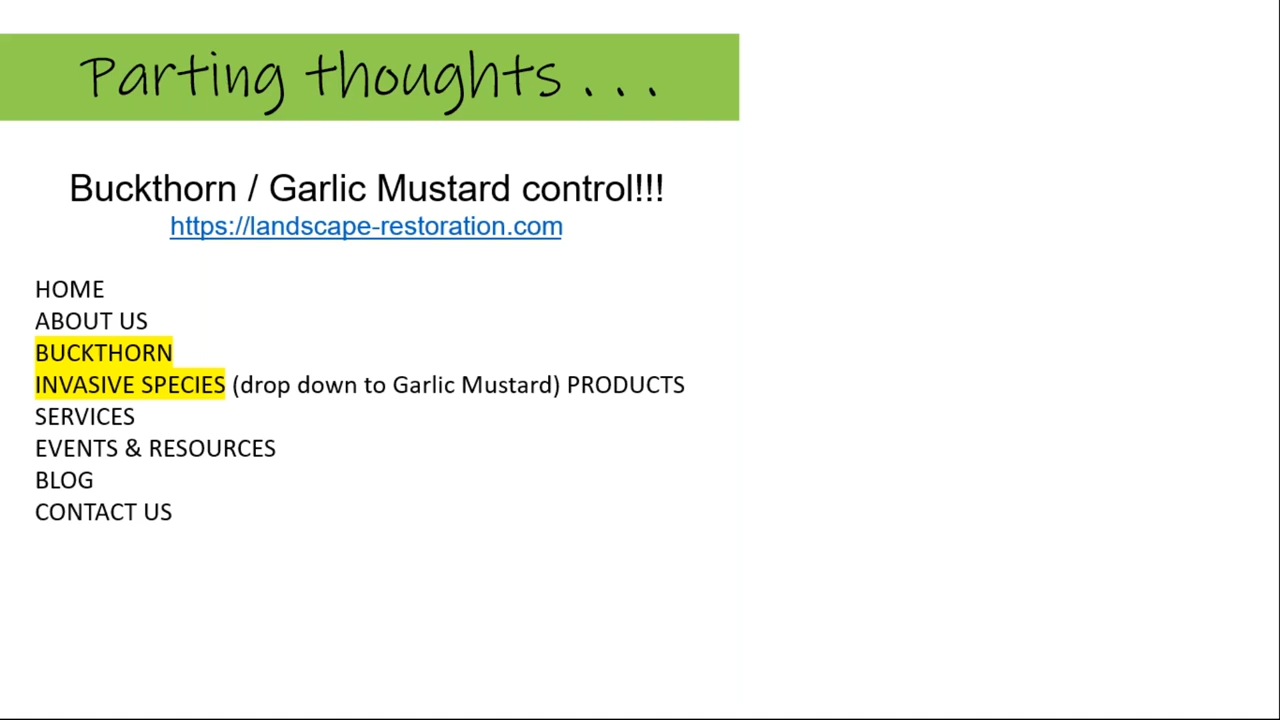 Parting thoughts . . .
Buckthorn / Garlic Mustard control!!!
https://landscape-restoration.com
HOME
ABOUT US
BUCKTHORN
INVASIVE SPECIES (drop down to Garlic Mustard) PRODUCTS
SERVICES
EVENTS & RESOURCES
BLOG
CONTACT US